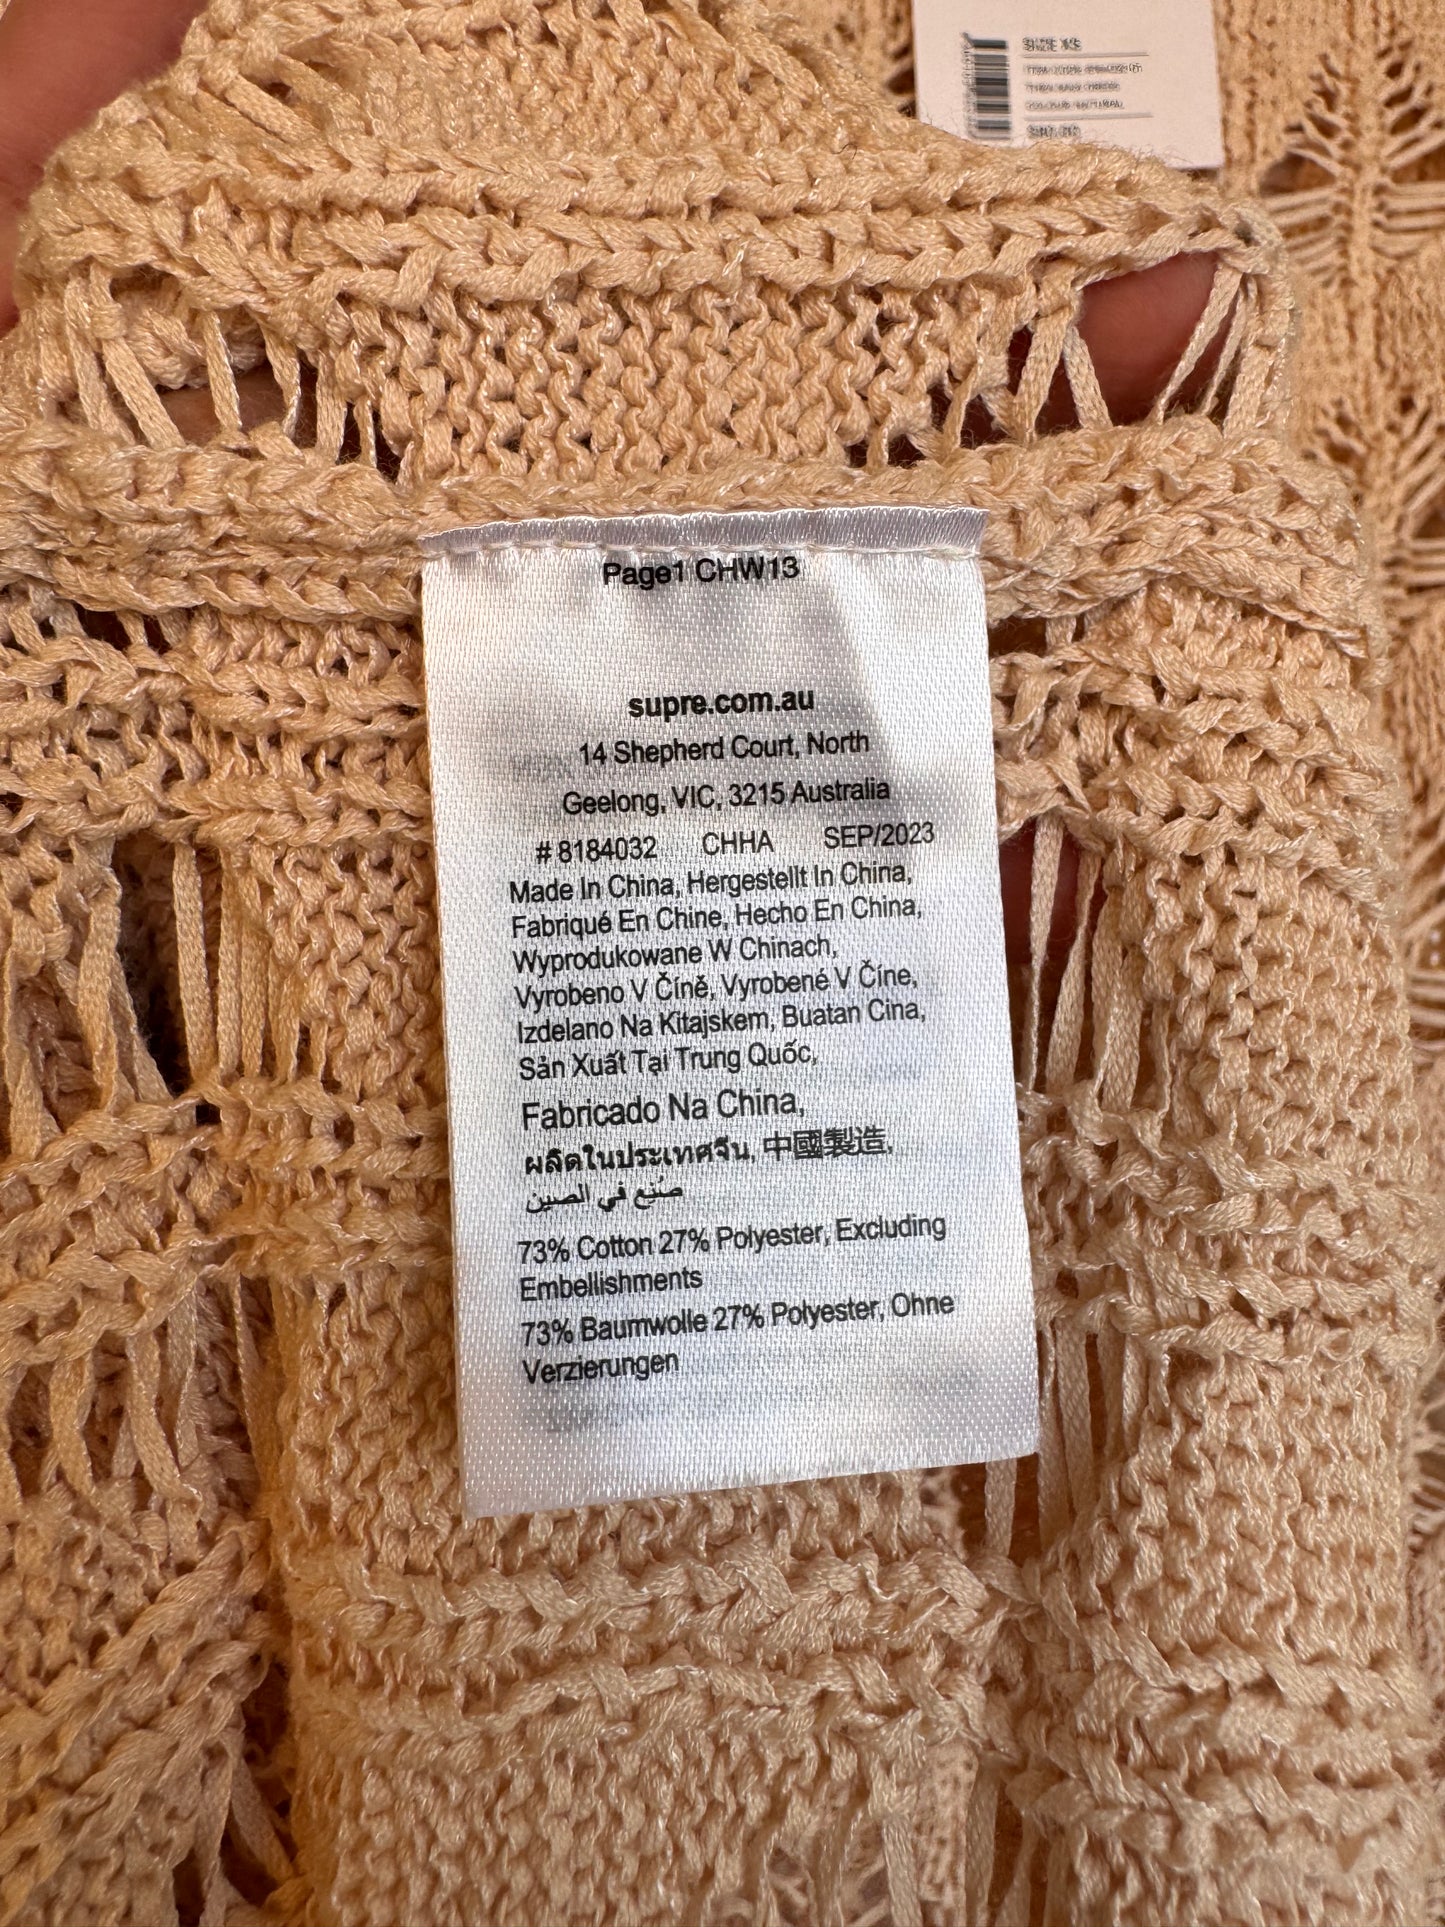 SIZE XS
Page1 CHW13
supre.com.au
14 Shepherd Court, North
Geelong, VIC, 3215 Australia
# 8184032 CHHA SEP/2023
Made In China, Hergestellt In China,
Fabriqué En Chine, Hecho En China,
Wyprodukowane W Chinach,
Vyrobeno V Číně, Vyrobené V Číne,
Izdelano Na Kitajskem, Buatan Cina,
Sản Xuất Tại Trung Quốc,
Fabricado Na China,
ผลิตในประเทศจีน, 中國製造,
صُنِع في الصين
73% Cotton 27% Polyester, Excluding
Embellishments
73% Baumwolle 27% Polyester, Ohne
Verzierungen